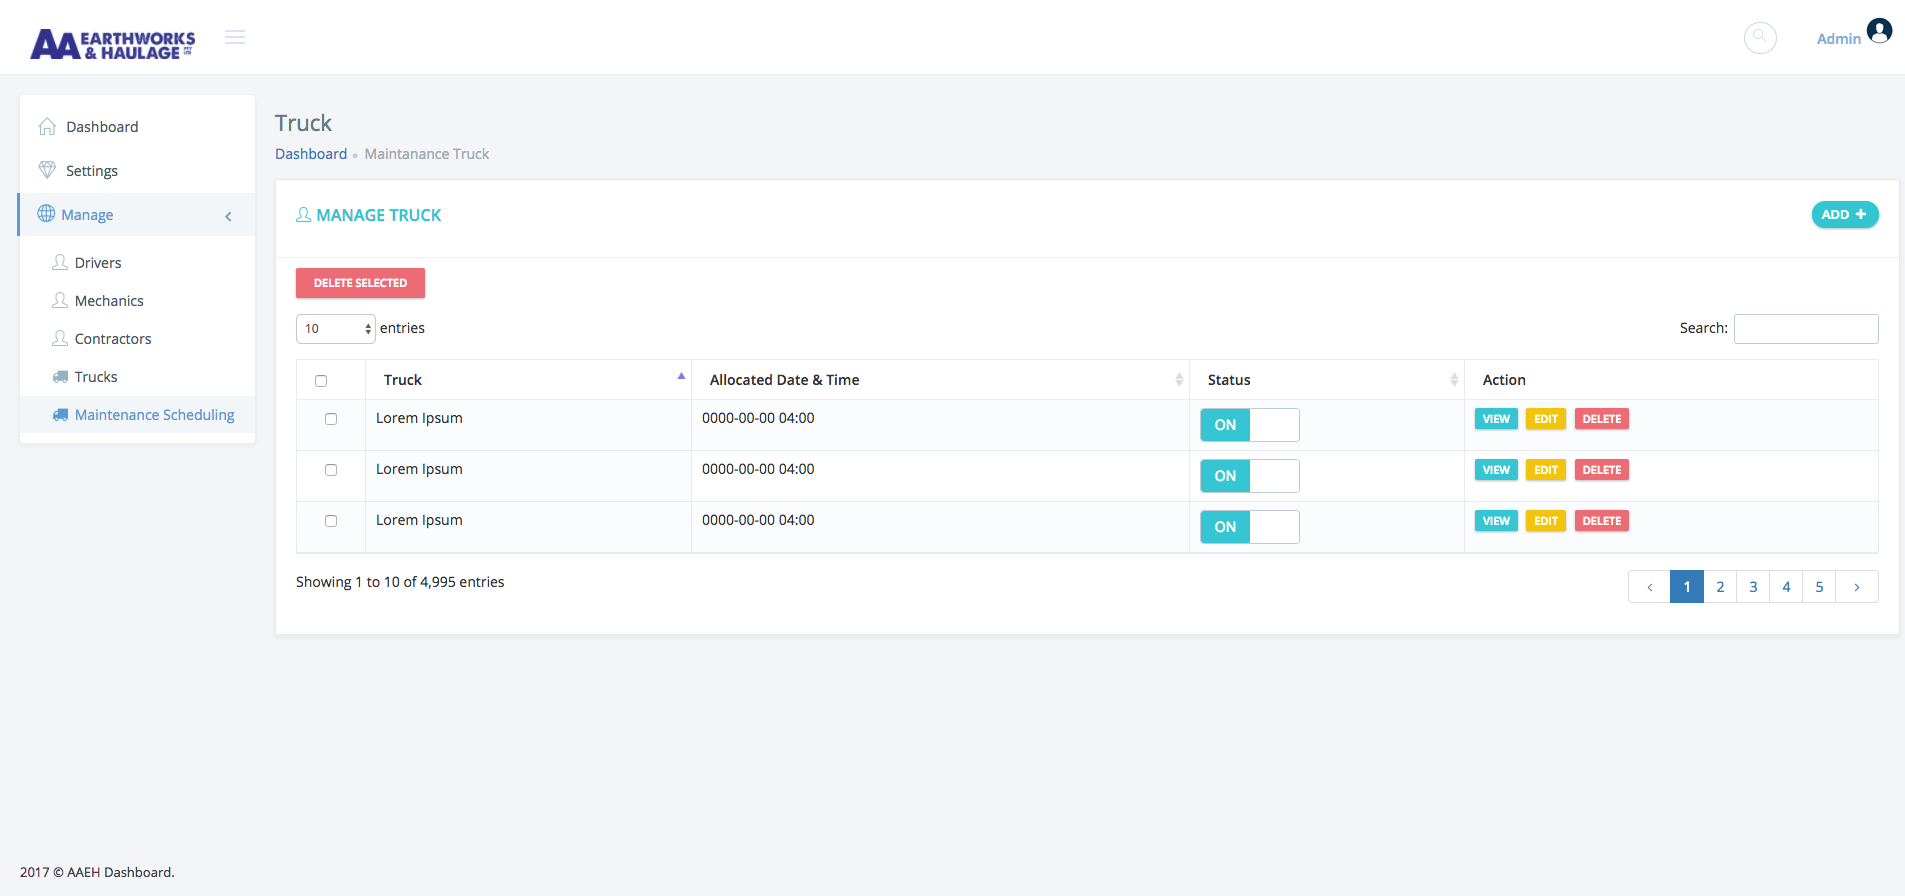 AA EARTHWORKS
& HAULAGE PTY LTD
Admin
Dashboard
Settings
Manage
Drivers
Mechanics
Contractors
Trucks
Maintenance Scheduling
Truck
Dashboard Maintanance Truck
MANAGE TRUCK
ADD +
DELETE SELECTED
10 entries
Search:
Truck Allocated Date & Time Status Action
Lorem Ipsum 0000-00-00 04:00 ON VIEW EDIT DELETE
Lorem Ipsum 0000-00-00 04:00 ON VIEW EDIT DELETE
Lorem Ipsum 0000-00-00 04:00 ON VIEW EDIT DELETE
Showing 1 to 10 of 4,995 entries
< 1 2 3 4 5 >
2017 © AAEH Dashboard.